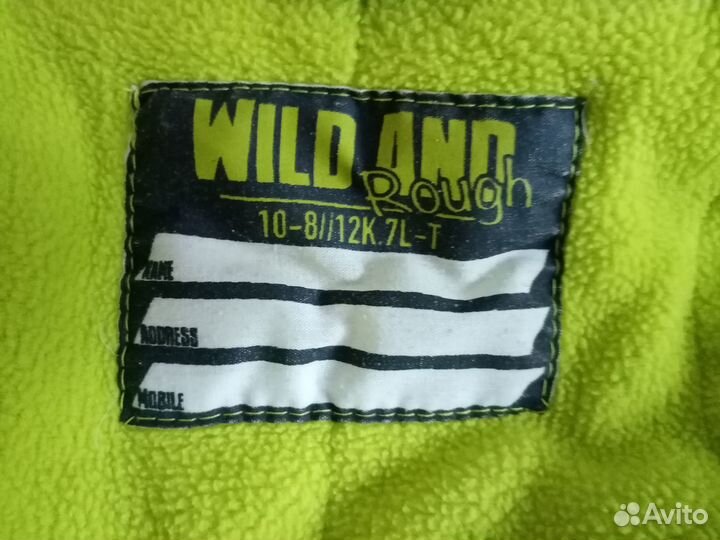 WILD AND
Rough
10-8//12K.7L-T
NAME
ADDRESS
MOBILE
Avito